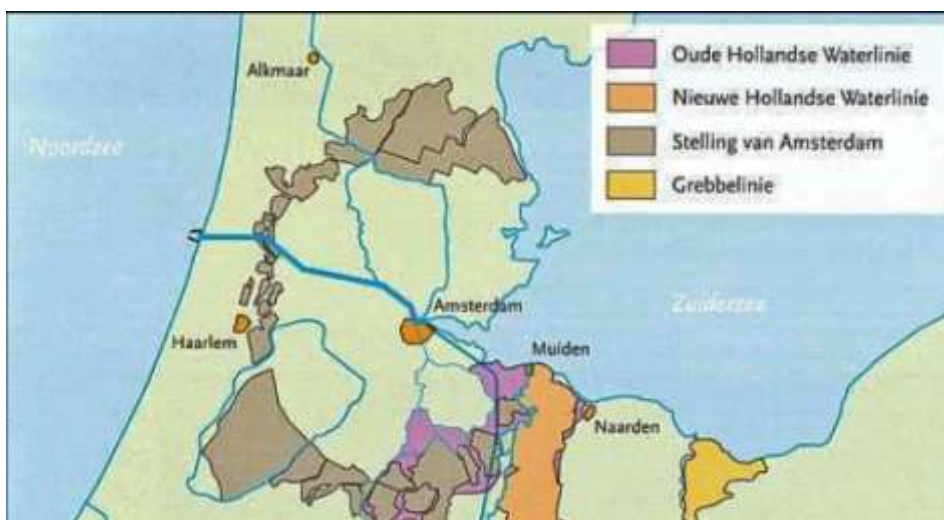 Alkmaar
Noordzee
Oude Hollandse Waterlinie
Nieuwe Hollandse Waterlinie
Stelling van Amsterdam
Grebbelinie
Amsterdam
Zuiderzee
Haarlem
Muiden
Naarden